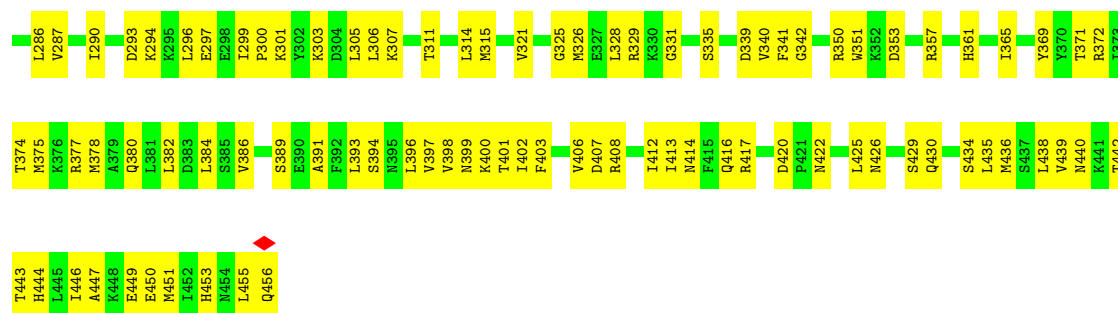 L286 V287 I290 D293 K294 K295 L296 E297 E298 I299 P300 K301 Y302 K303 D304 L305 L306 K307 T311 L314 M315 V321 G325 M326 E327 L328 R329 K330 G331 S335 D339 V340 F341 G342 R350 W351 K352 D353 R357 H361 I365 Y369 Y370 T371 R372 I373
T374 M375 K376 R377 M378 A379 Q380 L381 L382 D383 L384 S385 V386 S389 E390 A391 F392 L393 S394 N395 L396 V397 V398 N399 K400 T401 I402 F403 V406 D407 R408 I412 I413 N414 F415 Q416 R417 D420 P421 N422 L425 N426 S429 Q430 S434 L435 M436 S437 L438 V439 N440 K441 T442
T443 H444 L445 I446 A447 K448 E449 E450 M451 I452 H453 N454 L455 Q456